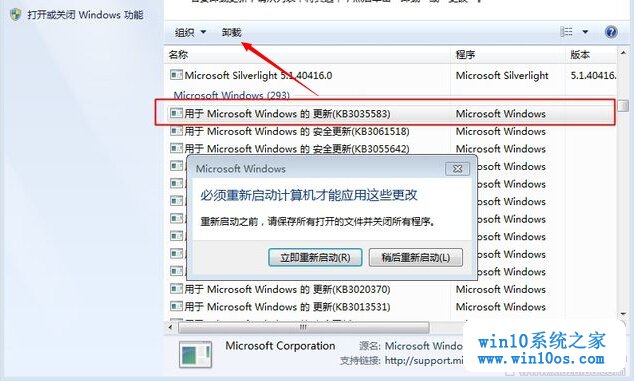 打开或关闭 Windows 功能
组织 卸载
名称 程序 版本
Microsoft Silverlight 5.1.40416.0 Microsoft Silverlight 5.1.40416.
Microsoft Windows (293)
用于 Microsoft Windows 的 更新(KB3035583) Microsoft Windows
用于 Microsoft Windows 的 安全更新(KB3061518) Microsoft Windows
用于 Microsoft Windows 的 安全更新(KB3055642) Microsoft Windows
Microsoft Windows
必须重新启动计算机才能应用这些更改
重新启动之前,请保存所有打开的文件并关闭所有程序。
立即重新启动(R) 稍后重新启动(L)
用于 Microsoft Windows 的 更新(KB3020370) Microsoft Windows
用于 Microsoft Windows 的 更新(KB3013531) Microsoft Windows
Microsoft Corporation 源名: Microsoft Window
支持链接: http://support.mi
win10系统之家
www.win10os.com